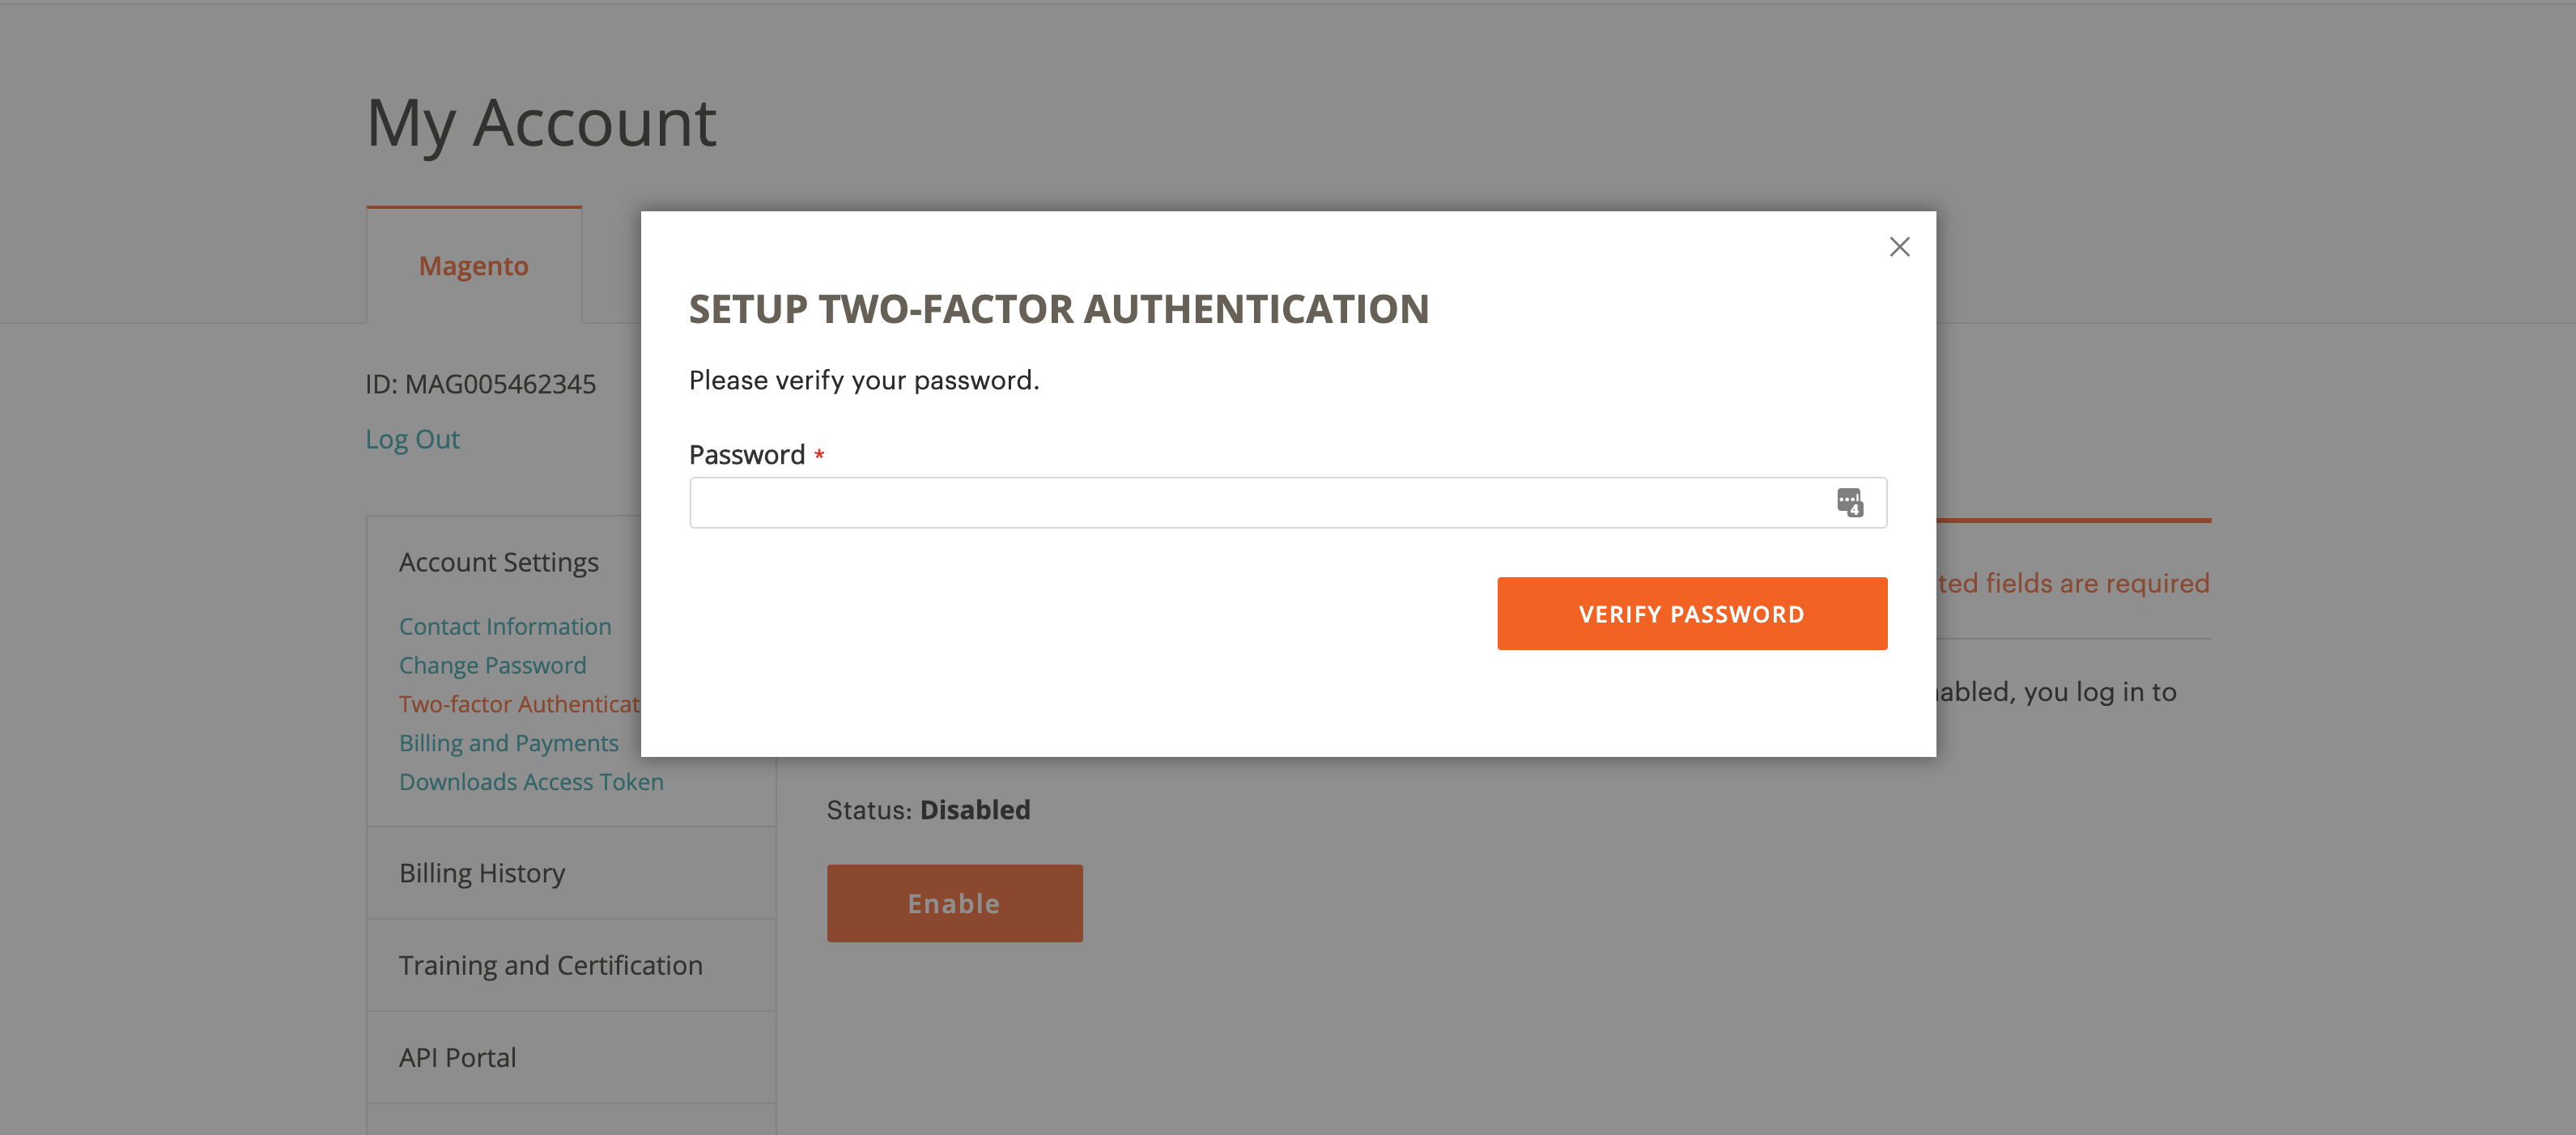 My Account
Magento
ID: MAG005462345
Log Out
Account Settings
Contact Information
Change Password
Two-factor Authenticat
Billing and Payments
Downloads Access Token
Billing History
Training and Certification
API Portal
SETUP TWO-FACTOR AUTHENTICATION
Please verify your password.
Password *
4
VERIFY PASSWORD
ted fields are required
abled, you log in to
Status: Disabled
Enable